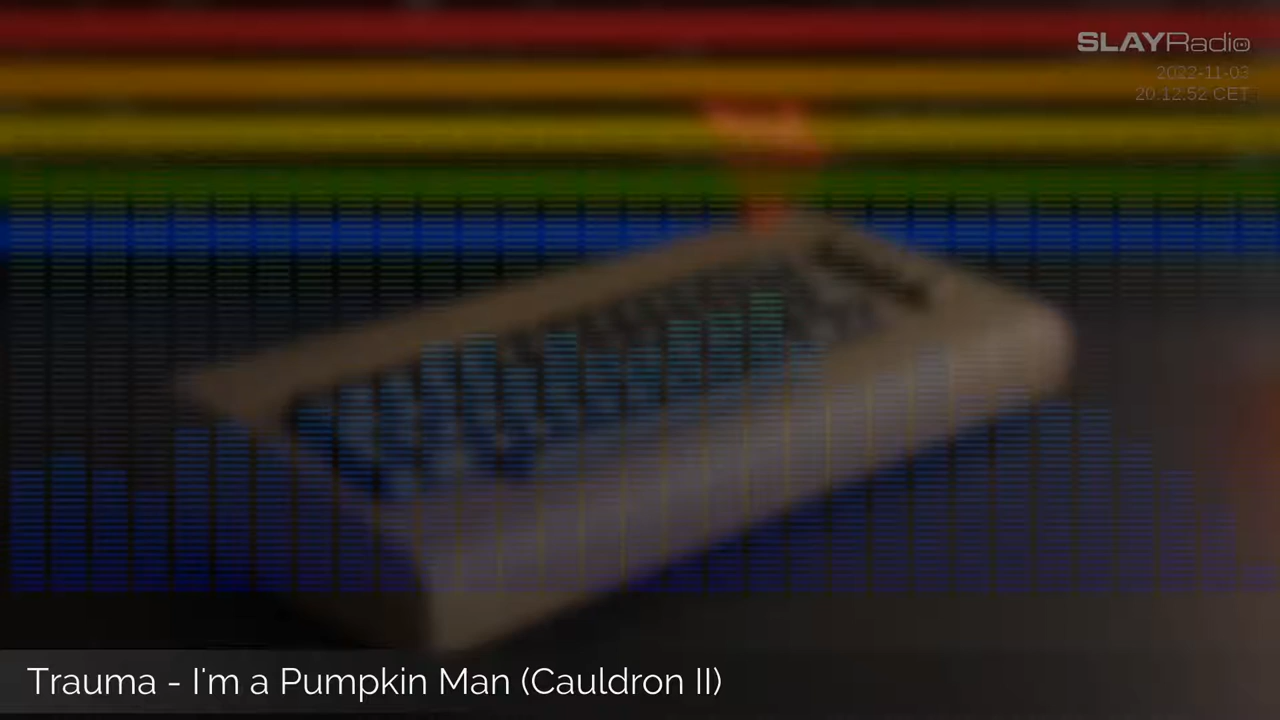 SLAYRadio
2022-11-03
20:12:52 CET
Trauma - I'm a Pumpkin Man (Cauldron II)